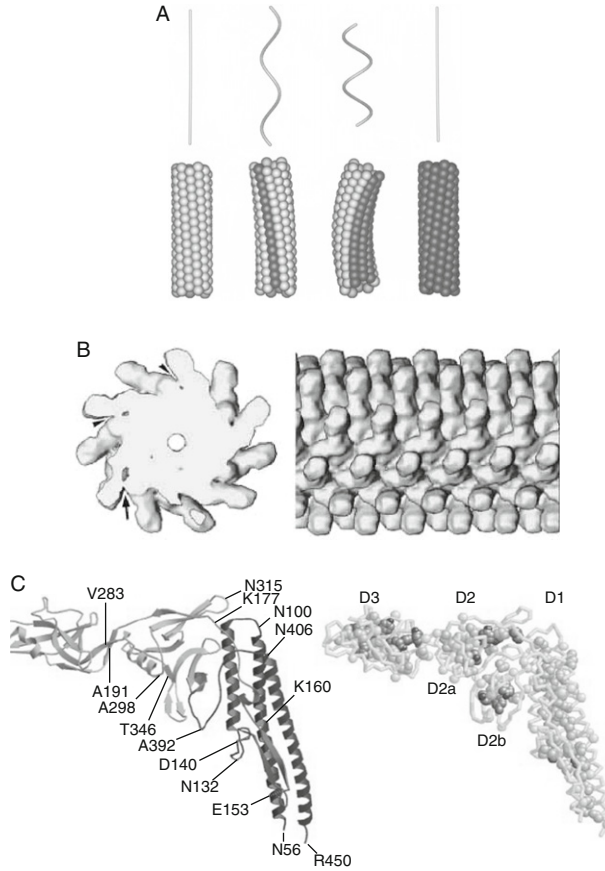 A
B
C
N315
K177
V283
N100
N406
D3
D2
D1
K160
A191
A298
D2a
T346
A392
D2b
D140
N132
E153
N56
R450